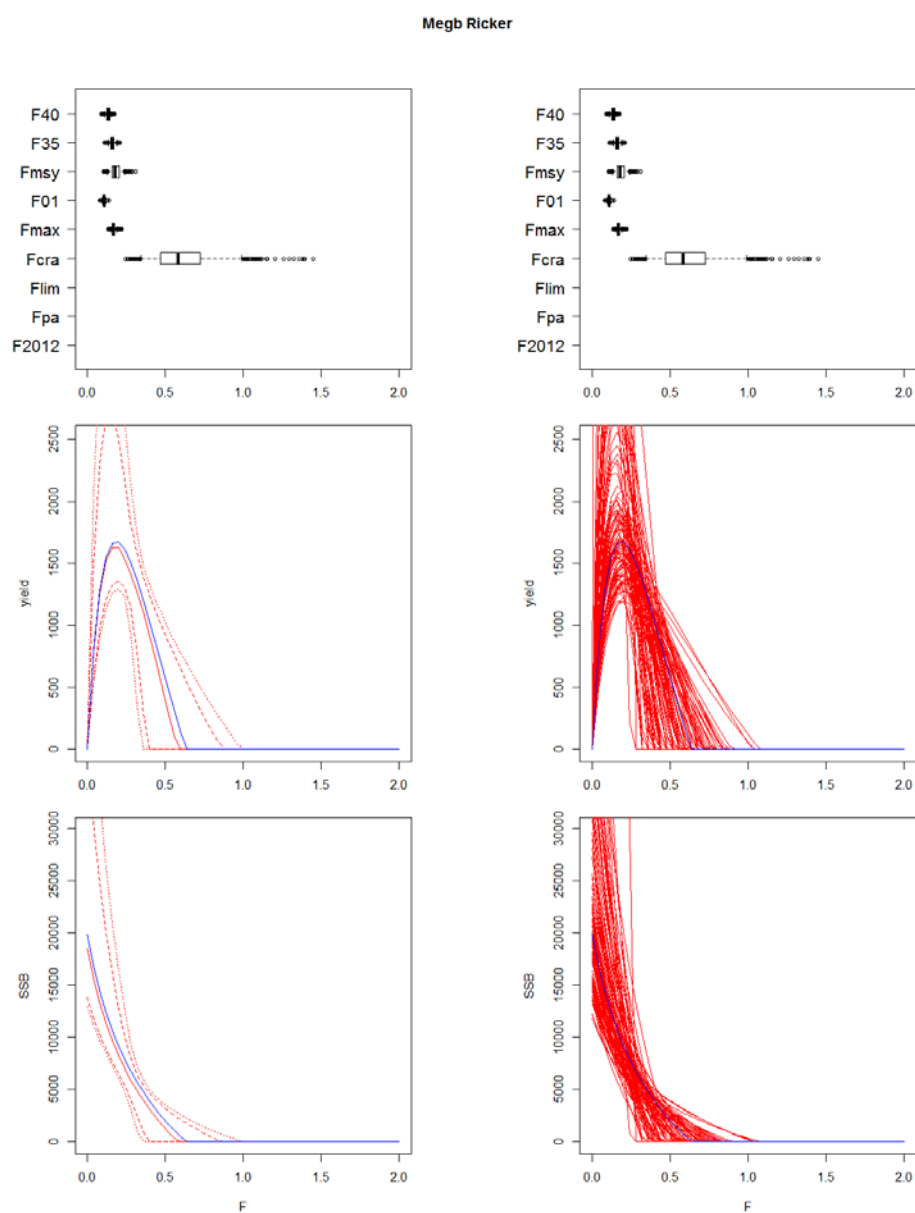 Megb Ricker
F40
F35
Fmsy
F01
Fmax
Fcra
Flim
Fpa
F2012
0.0 0.5 1.0 1.5 2.0
F40
F35
Fmsy
F01
Fmax
Fcra
Flim
Fpa
F2012
0.0 0.5 1.0 1.5 2.0
yield
2500
2000
1500
1000
500
0
0.0 0.5 1.0 1.5 2.0
yield
2500
2000
1500
1000
500
0
0.0 0.5 1.0 1.5 2.0
SSB
30000
25000
20000
15000
10000
5000
0
0.0 0.5 1.0 1.5 2.0
F
SSB
30000
25000
20000
15000
10000
5000
0
0.0 0.5 1.0 1.5 2.0
F